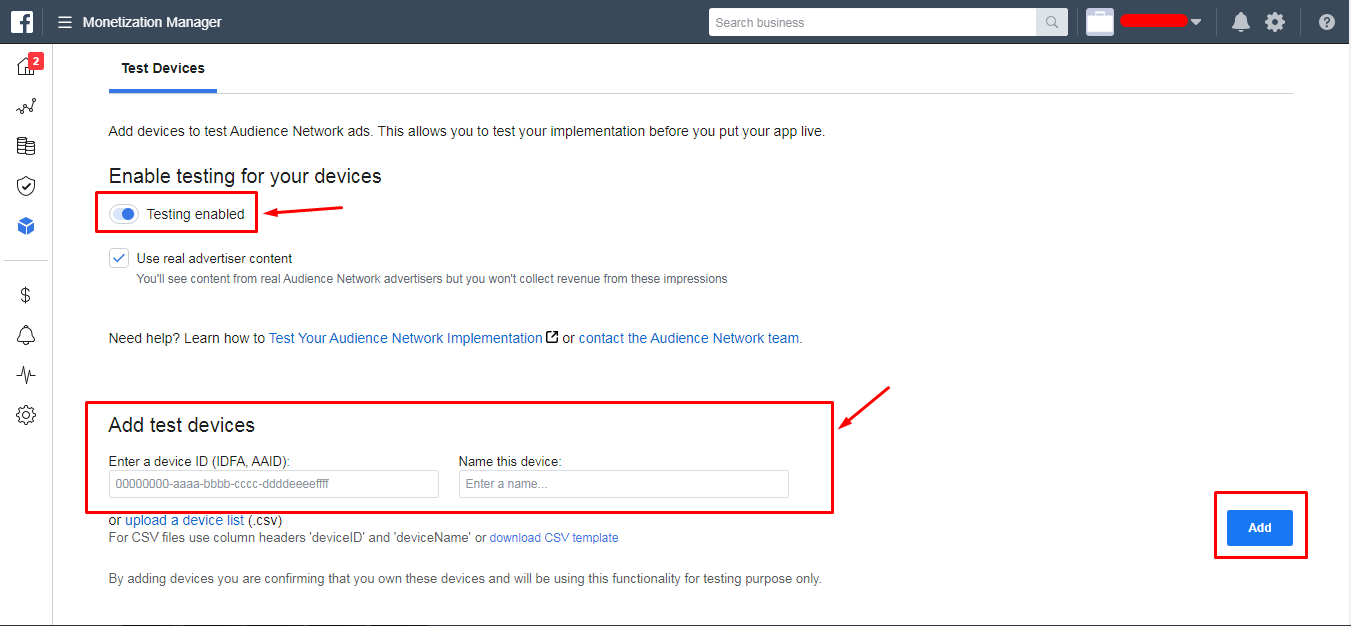 Monetization Manager
Search business
2
Test Devices
Add devices to test Audience Network ads. This allows you to test your implementation before you put your app live.
Enable testing for your devices
Testing enabled
Use real advertiser content
You'll see content from real Audience Network advertisers but you won't collect revenue from these impressions
Need help? Learn how to Test Your Audience Network Implementation or contact the Audience Network team.
Add test devices
Enter a device ID (IDFA, AAID):
Name this device:
00000000-aaaa-bbbb-cccc-ddddeeeeffff
Enter a name...
or upload a device list (.csv)
For CSV files use column headers 'deviceID' and 'deviceName' or download CSV template
Add
By adding devices you are confirming that you own these devices and will be using this functionality for testing purpose only.